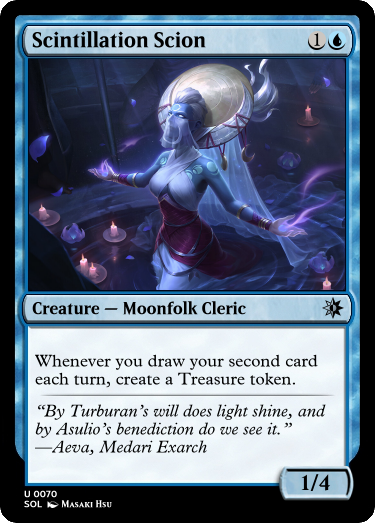 Scintillation Scion 1
Creature — Moonfolk Cleric
Whenever you draw your second card
each turn, create a Treasure token.
“By Turburan’s will does light shine, and
by Asulio’s benediction do we see it.”
—Aeva, Medari Exarch
1/4
U 0070
SOL Masaki Hsu